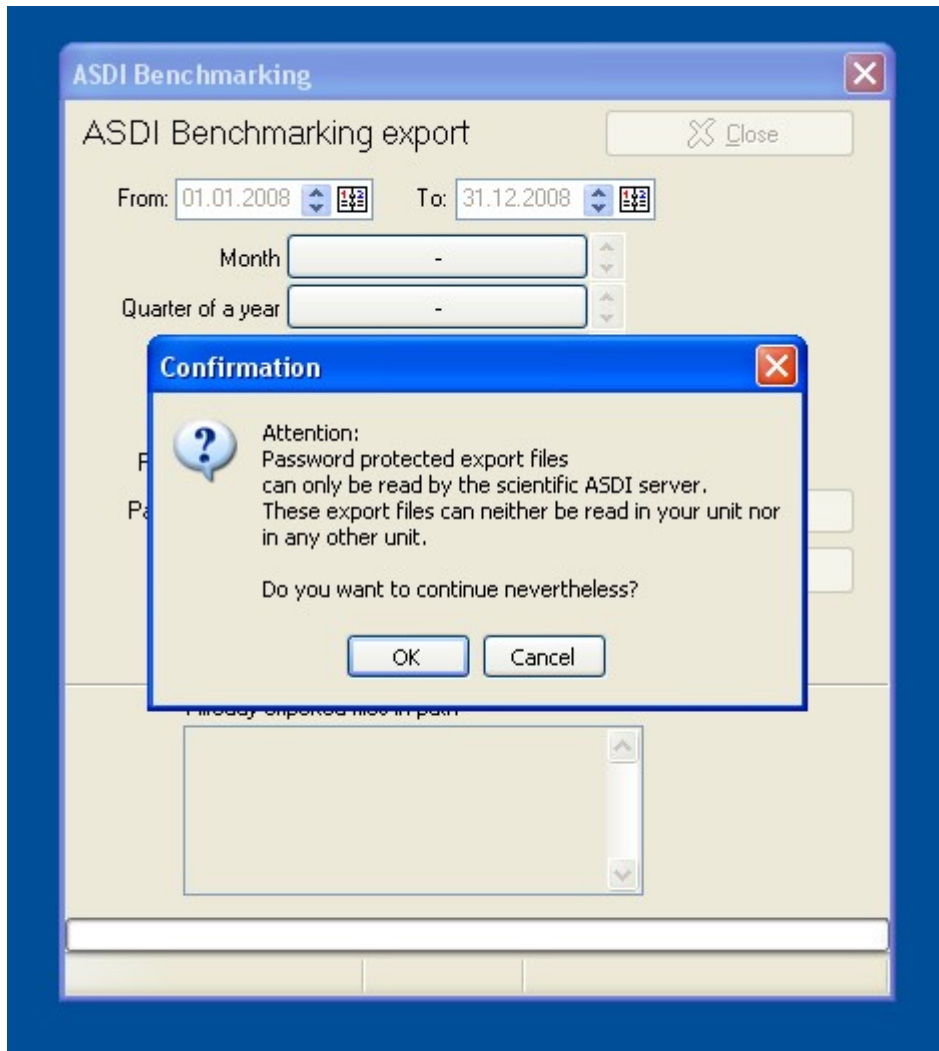 ASDI Benchmarking
ASDI Benchmarking export
Close
From: 01.01.2008 To: 31.12.2008
Month -
Quarter of a year -
Confirmation
Attention:
Password protected export files
can only be read by the scientific ASDI server.
These export files can neither be read in your unit nor
in any other unit.
Do you want to continue nevertheless?
OK Cancel